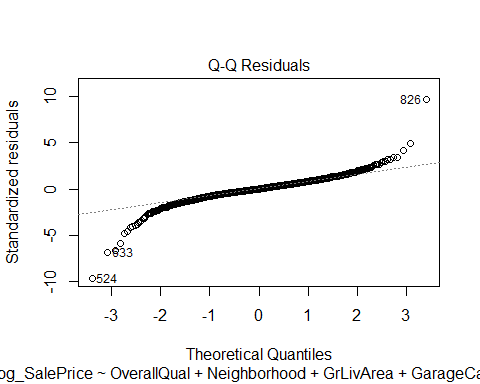 Q-Q Residuals
Standardized residuals
10
5
0
-5
-10
826
633
524
-3 -2 -1 0 1 2 3
Theoretical Quantiles
og_SalePrice ~ OverallQual + Neighborhood + GrLivArea + GarageCa